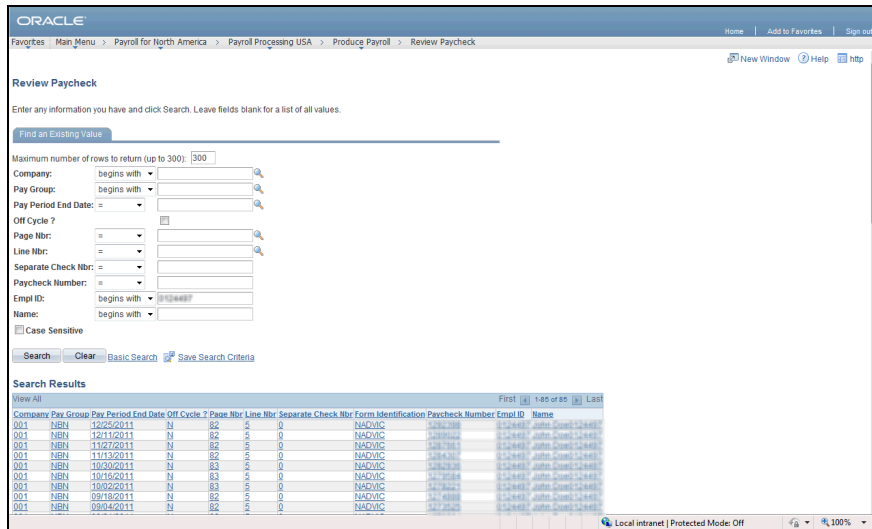 ORACLE
Home | Add to Favorites | Sign out
Favorites Main Menu > Payroll for North America > Payroll Processing USA > Produce Payroll > Review Paycheck
New Window Help http
Review Paycheck
Enter any information you have and click Search. Leave fields blank for a list of all values.
Find an Existing Value
Maximum number of rows to return (up to 300): 300
Company: begins with
Pay Group: begins with
Pay Period End Date: =
Off Cycle ?
Page Nbr: =
Line Nbr: =
Separate Check Nbr: =
Paycheck Number: =
Empl ID: begins with
Name: begins with
Case Sensitive
Search Clear Basic Search Save Search Criteria
Search Results
View All First 1-85 of 85 Last
Company Pay Group Pay Period End Date Off Cycle ? Page Nbr Line Nbr Separate Check Nbr Form Identification Paycheck Number Empl ID Name
001 NBN 12/25/2011 N 82 5 0 NADVIC
001 NBN 12/11/2011 N 82 5 0 NADVIC
001 NBN 11/27/2011 N 82 5 0 NADVIC
001 NBN 11/13/2011 N 82 5 0 NADVIC
001 NBN 10/30/2011 N 83 5 0 NADVIC
001 NBN 10/16/2011 N 83 5 0 NADVIC
001 NBN 10/02/2011 N 83 5 0 NADVIC
001 NBN 09/18/2011 N 82 5 0 NADVIC
001 NBN 09/04/2011 N 82 5 0 NADVIC
Local intranet | Protected Mode: Off 100%